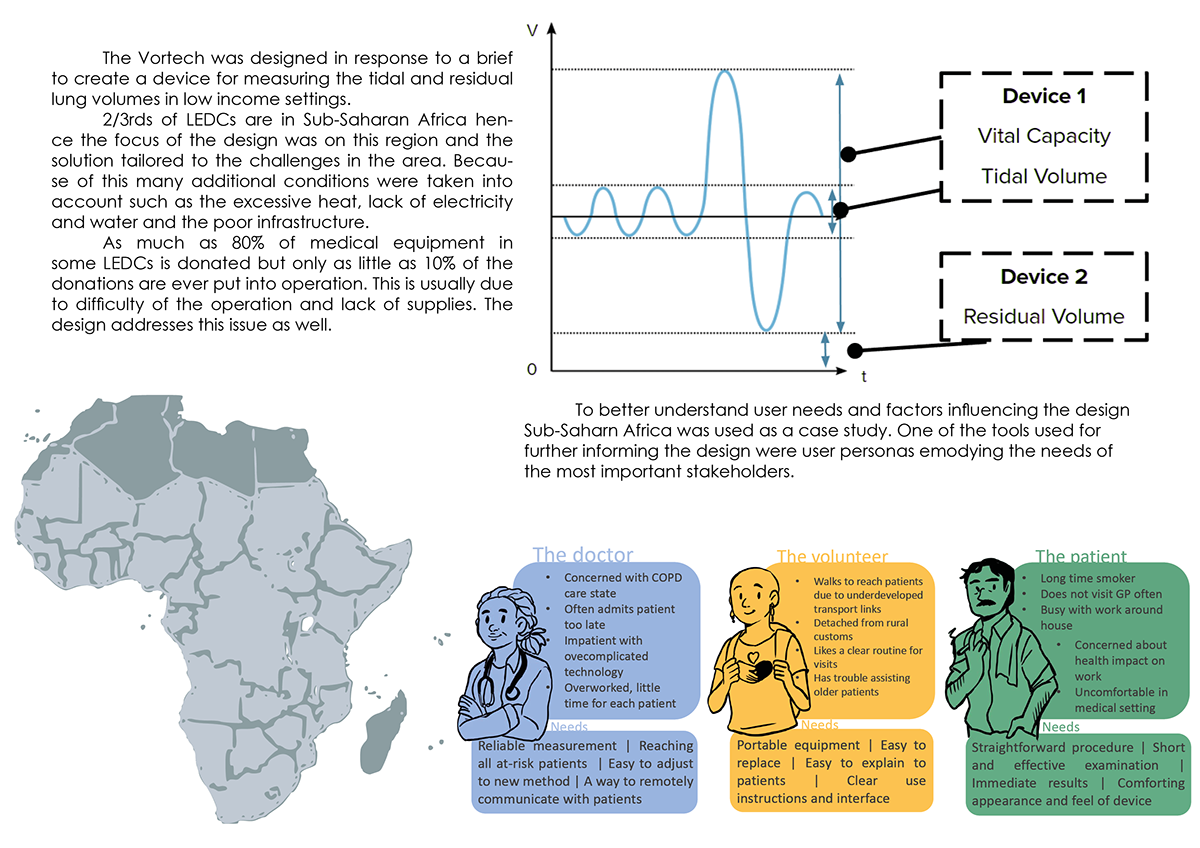 The Vortech was designed in response to a brief
to create a device for measuring the tidal and residual
lung volumes in low income settings.
2/3rds of LEDCs are in Sub-Saharan Africa hen-
ce the focus of the design was on this region and the
solution tailored to the challenges in the area. Becau-
se of this many additional conditions were taken into
account such as the excessive heat, lack of electricity
and water and the poor infrastructure.
As much as 80% of medical equipment in
some LEDCs is donated but only as little as 10% of the
donations are ever put into operation. This is usually due
to difficulty of the operation and lack of supplies. The
design addresses this issue as well.
V
0
t
Device 1
Vital Capacity
Tidal Volume
Device 2
Residual Volume
To better understand user needs and factors influencing the design
Sub-Saharn Africa was used as a case study. One of the tools used for
further informing the design were user personas emodying the needs of
the most important stakeholders.
The doctor
• Concerned with COPD
care state
• Often admits patient
too late
• Impatient with
ovecomplicated
technology
Overworked, little
time for each patient
Needs
Reliable measurement | Reaching
all at-risk patients | Easy to adjust
to new method | A way to remotely
communicate with patients
The volunteer
• Walks to reach patients
due to underdeveloped
transport links
• Detached from rural
customs
• Likes a clear routine for
visits
• Has trouble assisting
older patients
Needs
Portable equipment | Easy to
replace | Easy to explain to
patients | Clear use
instructions and interface
The patient
• Long time smoker
• Does not visit GP often
• Busy with work around
house
• Concerned about
health impact on
work
Uncomfortable in
medical setting
Needs
Straightforward procedure | Short
and effective examination |
Immediate results | Comforting
appearance and feel of device